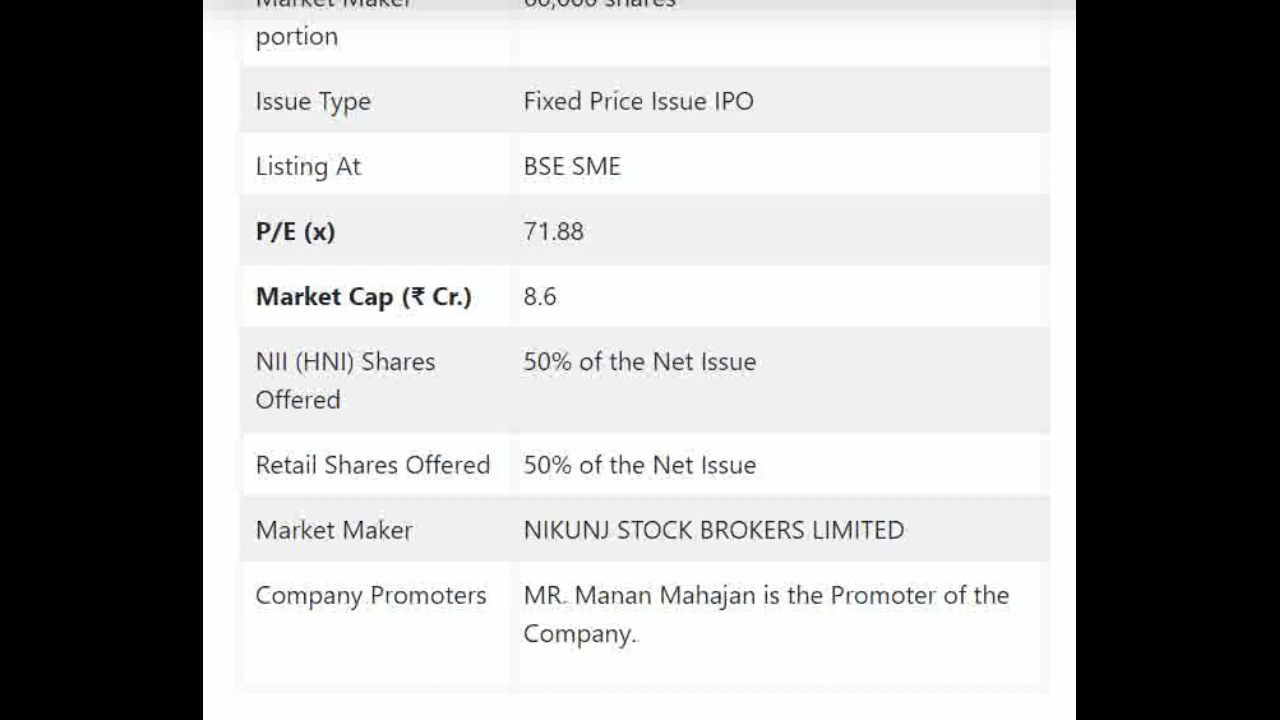 portion
Issue Type Fixed Price Issue IPO
Listing At BSE SME
P/E (x) 71.88
Market Cap (₹ Cr.) 8.6
NII (HNI) Shares 50% of the Net Issue
Offered
Retail Shares Offered 50% of the Net Issue
Market Maker NIKUNJ STOCK BROKERS LIMITED
Company Promoters MR. Manan Mahajan is the Promoter of the
Company.